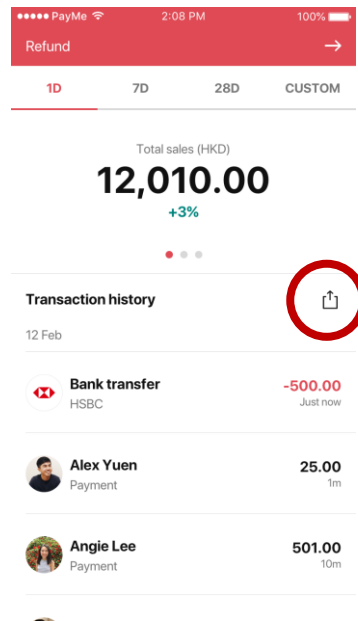 PayMe 2:08 PM 100%
Refund
1D 7D 28D CUSTOM
Total sales (HKD)
12,010.00
+3%
Transaction history
12 Feb
Bank transfer -500.00
HSBC Just now
Alex Yuen 25.00
Payment 1m
Angie Lee 501.00
Payment 10m